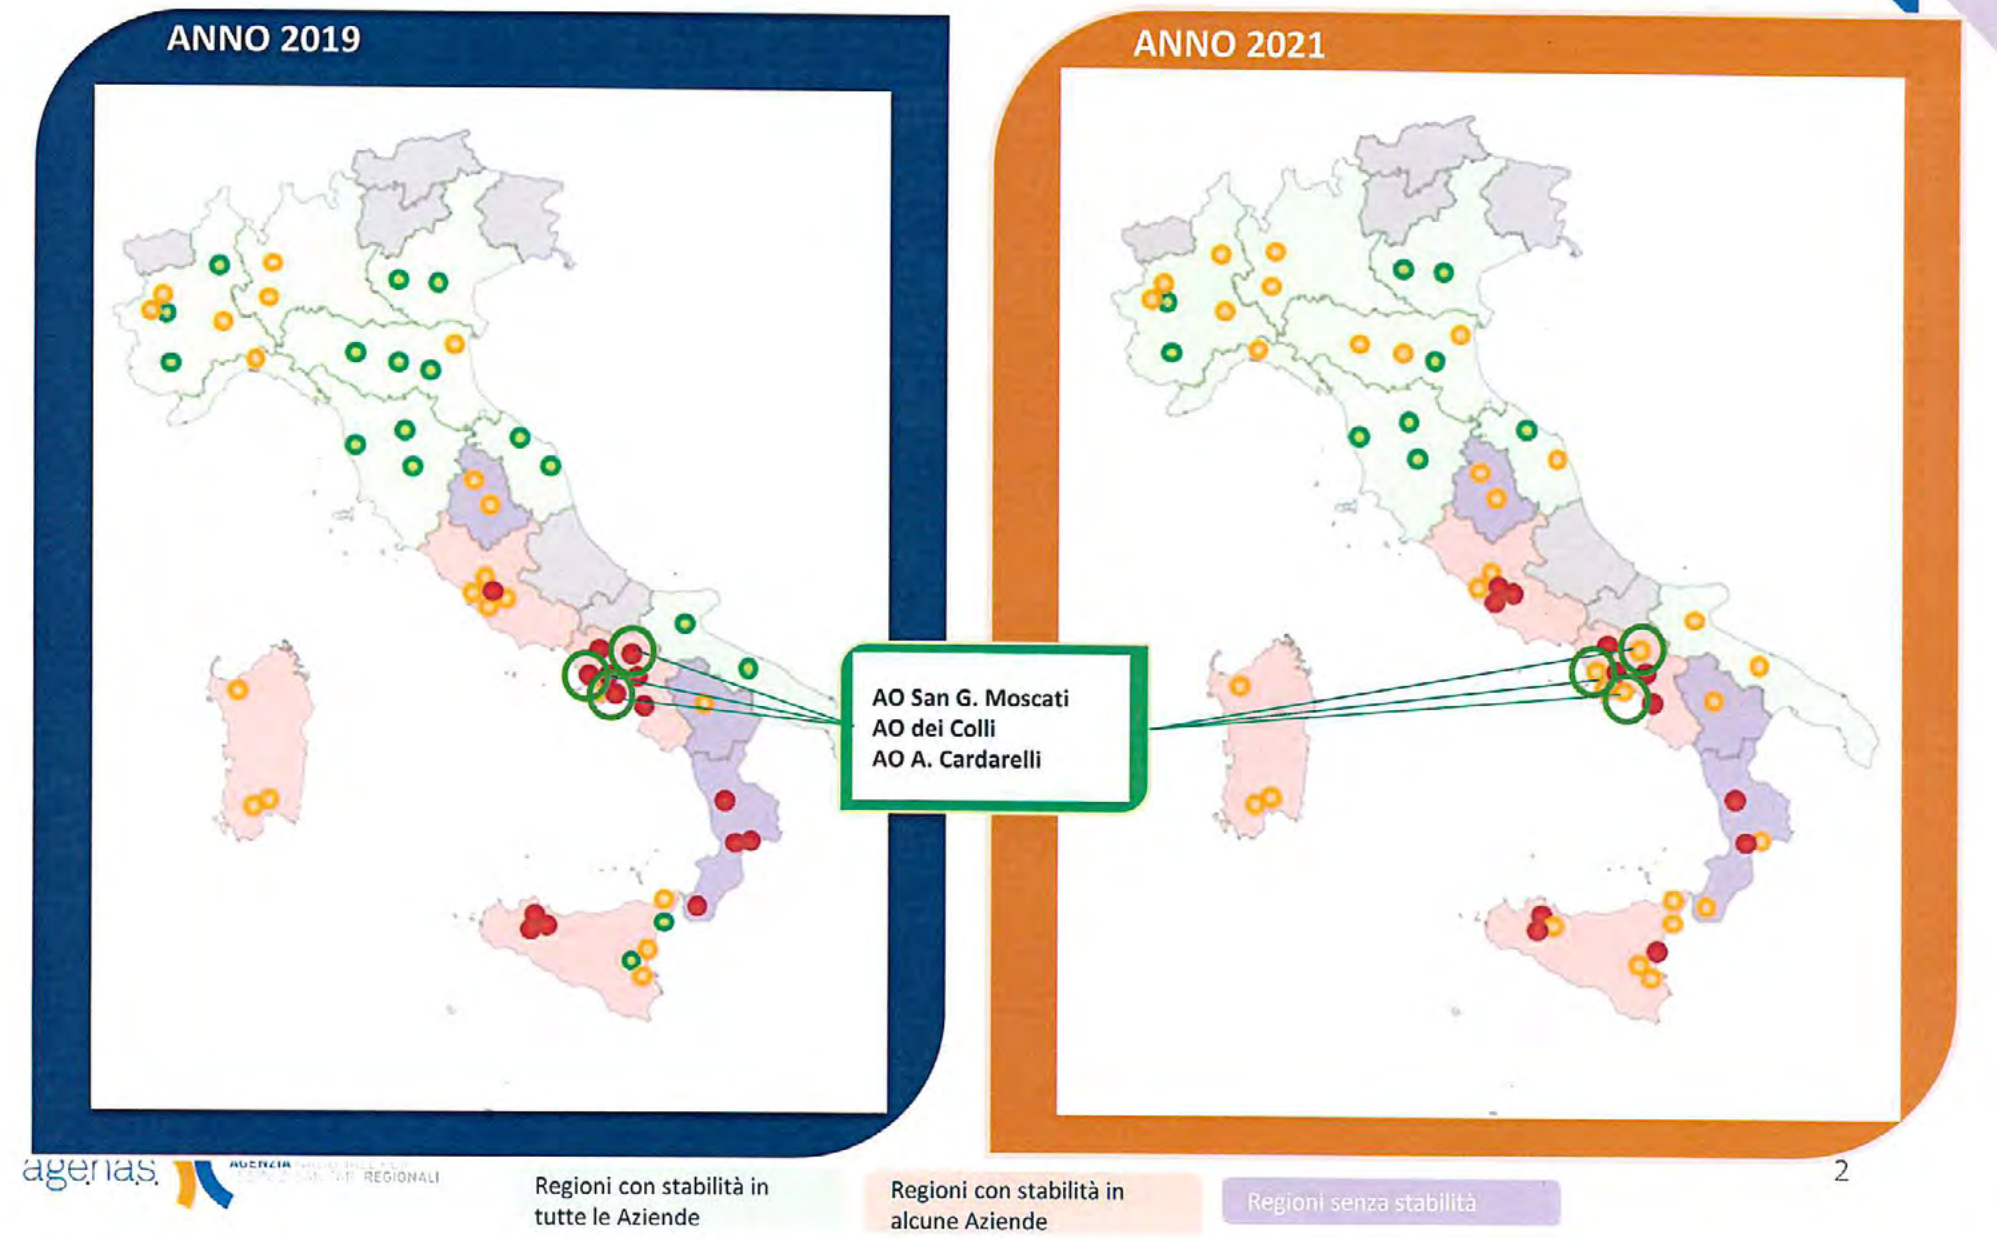 ANNO 2019
ANNO 2021
AO San G. Moscati
AO dei Colli
AO A. Cardarelli
agenas
AGENZIA
REGIONALI
Regioni con stabilità in
tutte le Aziende
Regioni con stabilità in
alcune Aziende
Regioni senza stabilità
2